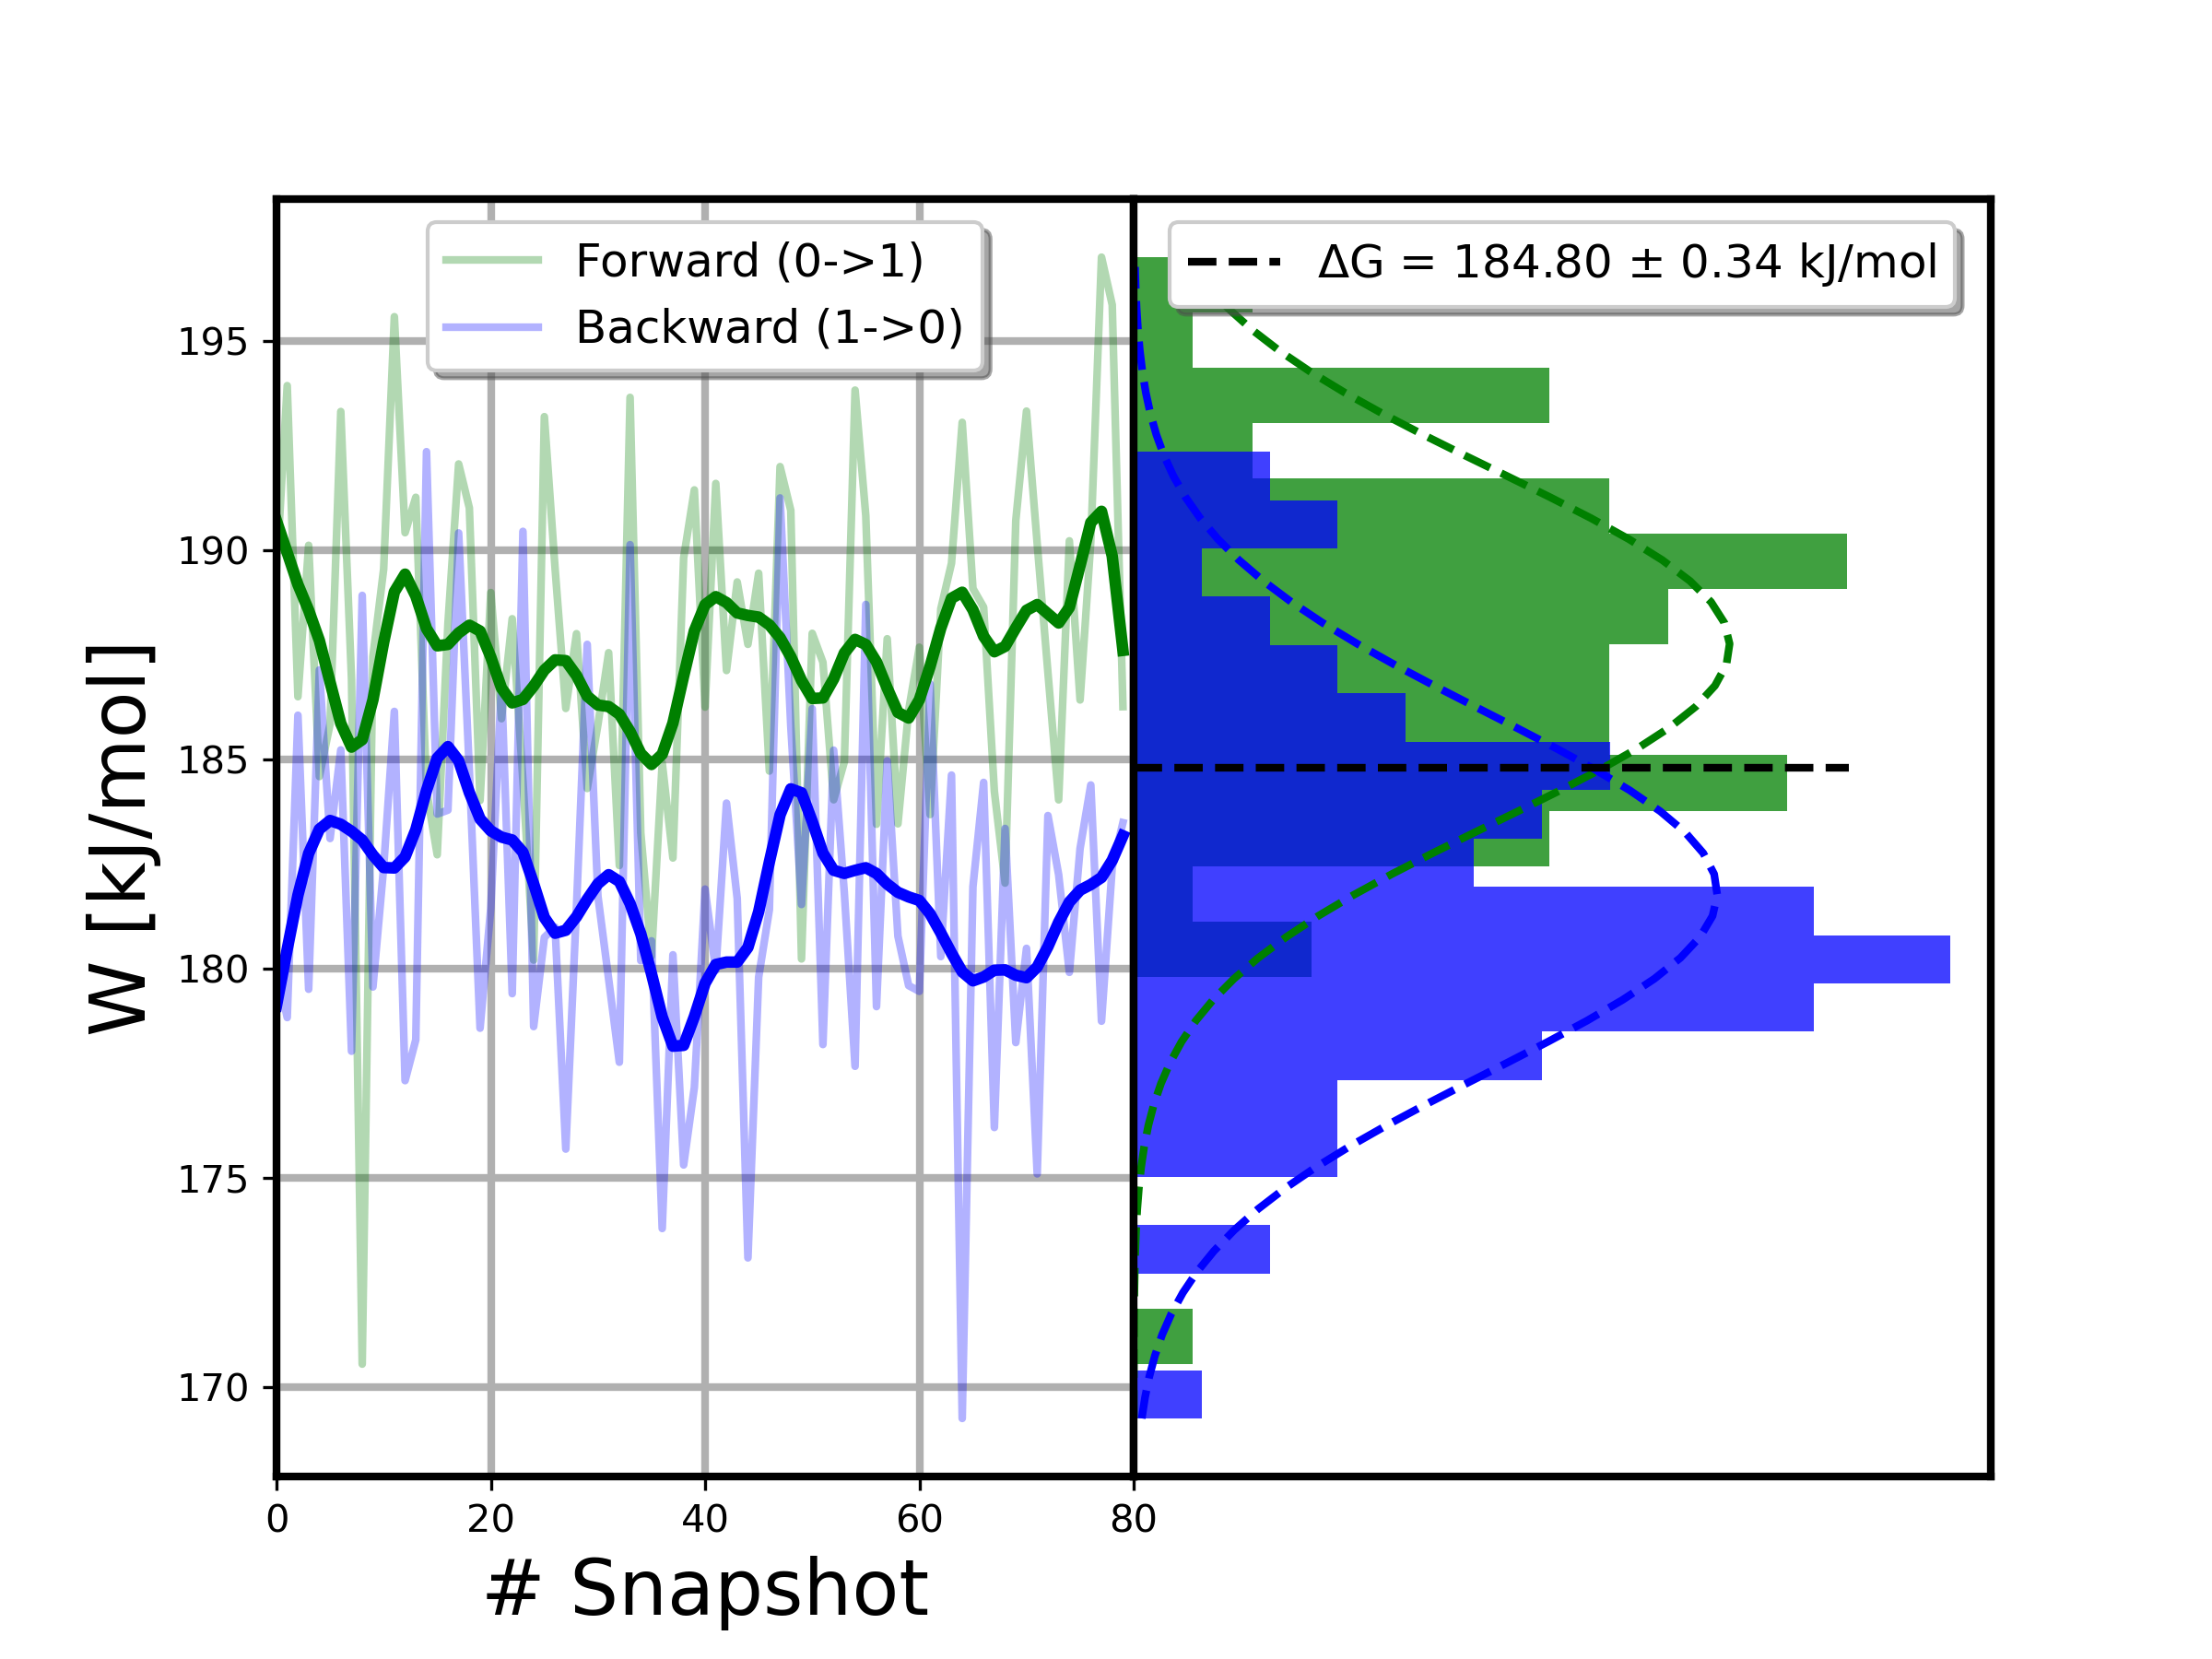 Forward (0->1)
Backward (1->0)
ΔG = 184.80 ± 0.34 kJ/mol
W [kJ/mol]
195
190
185
180
175
170
0 20 40 60 80
# Snapshot